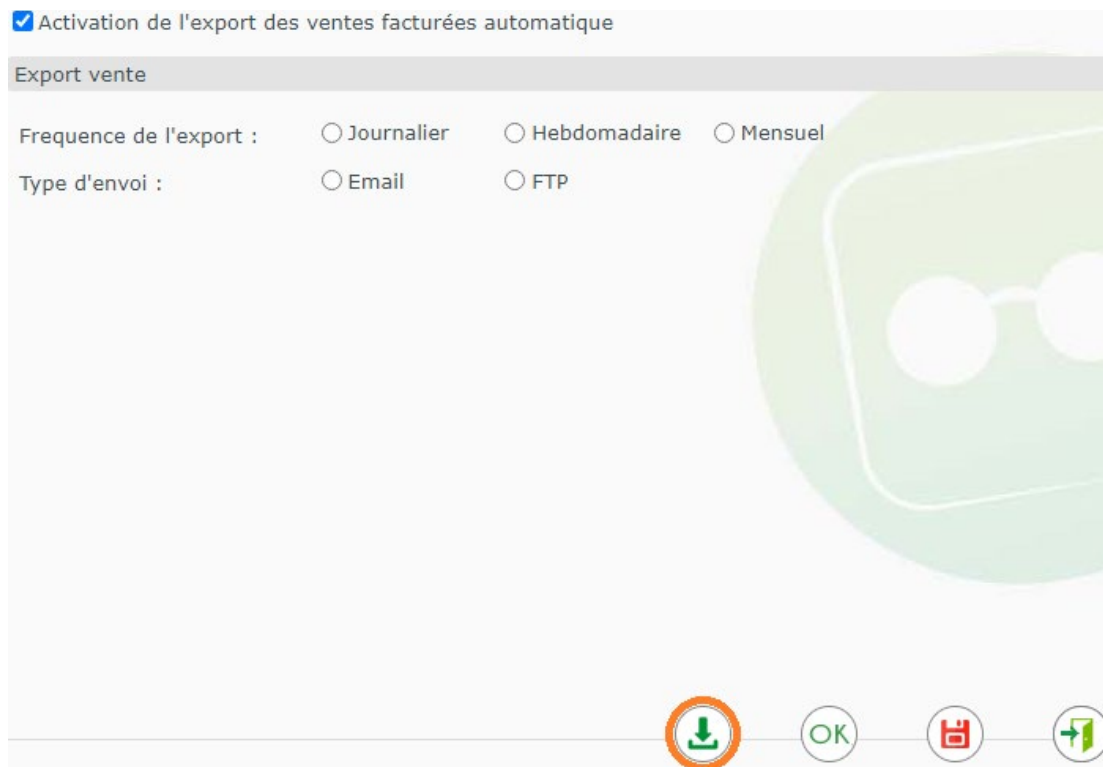 Activation de l'export des ventes facturées automatique
Export vente
Frequence de l'export : Journalier Hebdomadaire Mensuel
Type d'envoi : Email FTP
OK